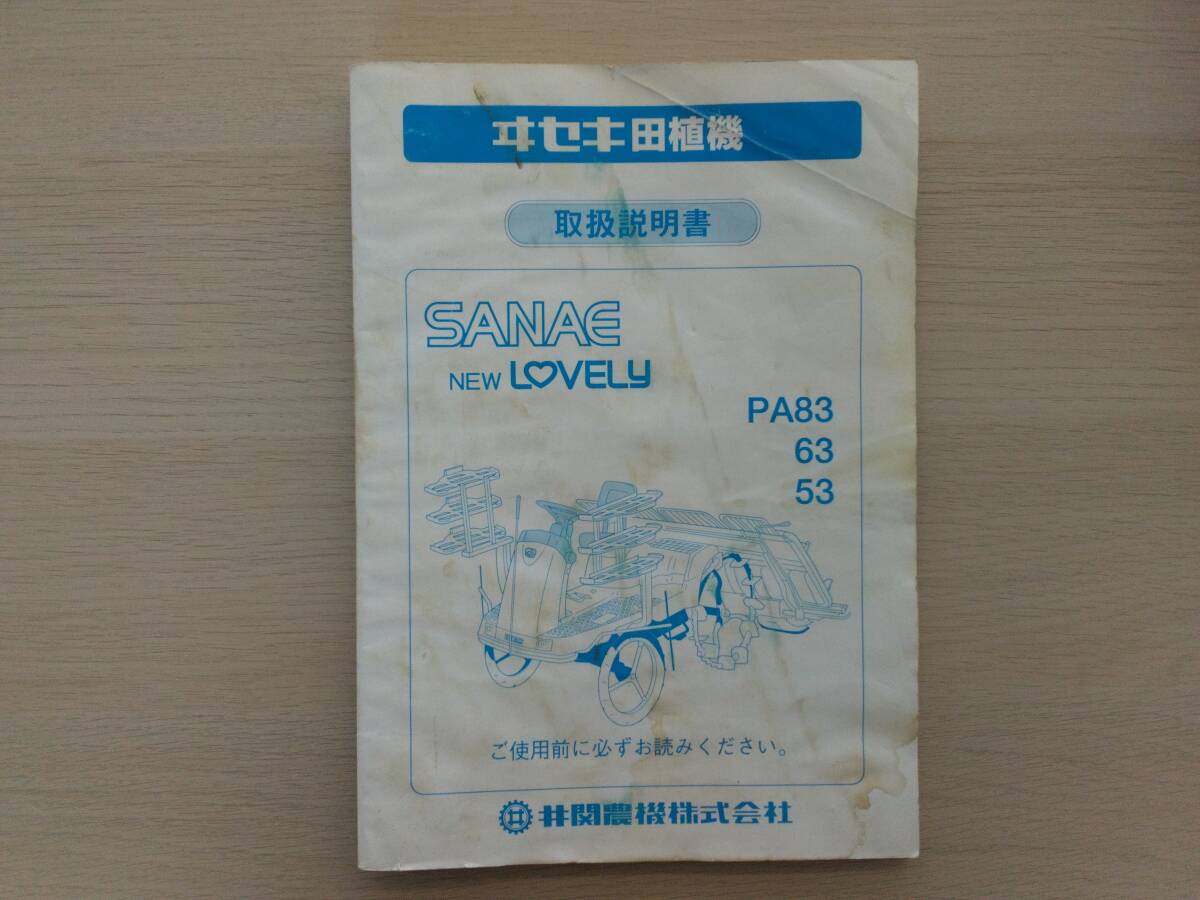 ヰセキ田植機
取扱説明書
SANAE
NEW LOVELY
PA83
63
53
ご使用前に必ずお読みください。
井関農機株式会社